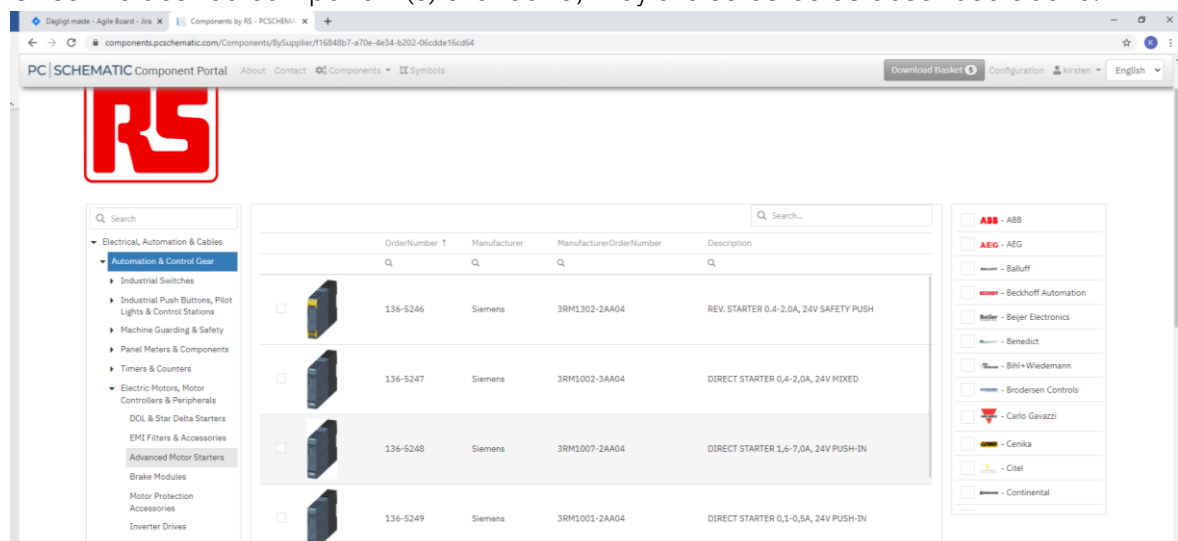 Dagligt møde - Agile Board - Jira
Components by RS - PCSCHEMA
components.pcschematic.com/Components/BySupplier/f16848b7-a70e-4e34-b202-06cdde16cd64
PC|SCHEMATIC Component Portal About Contact Components Symbols Download Basket 5 Configuration kirsten English
RS
Search
Electrical, Automation & Cables
Automation & Control Gear
Industrial Switches
Industrial Push Buttons, Pilot
Lights & Control Stations
Machine Guarding & Safety
Panel Meters & Components
Timers & Counters
Electric Motors, Motor
Controllers & Peripherals
DOL & Star Delta Starters
EMI Filters & Accessories
Advanced Motor Starters
Brake Modules
Motor Protection
Accessories
Inverter Drives
Search...
OrderNumber ↑ Manufacturer ManufacturerOrderNumber Description
136-5246 Siemens 3RM1302-2AA04 REV. STARTER 0.4-2.0A, 24V SAFETY PUSH
136-5247 Siemens 3RM1002-3AA04 DIRECT STARTER 0,4-2,0A, 24V MIXED
136-5248 Siemens 3RM1007-2AA04 DIRECT STARTER 1,6-7,0A, 24V PUSH-IN
136-5249 Siemens 3RM1001-2AA04 DIRECT STARTER 0,1-0,5A, 24V PUSH-IN
ABB - ABB
AEG - AEG
- Balluff
- Beckhoff Automation
Beijer - Beijer Electronics
- Benedict
- Bihl+Wiedemann
- Brodersen Controls
- Carlo Gavazzi
- Cenika
- Citel
- Continental